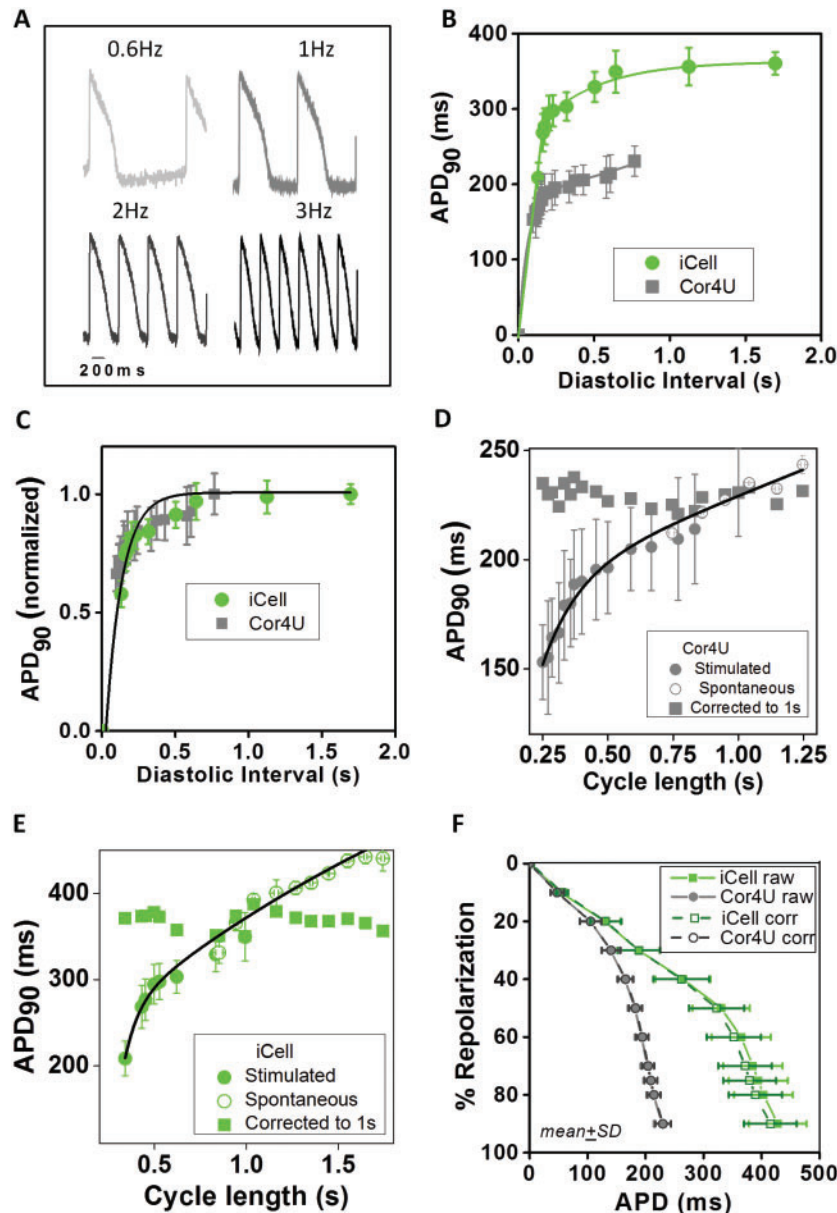 A
0.6Hz
1Hz
2Hz
3Hz
200ms
B
APD90 (ms)
400
300
200
100
0
0.0
0.5
1.0
1.5
2.0
Diastolic Interval (s)
iCell
Cor4U
C
APD90 (normalized)
1.0
0.5
0.0
0.0
0.5
1.0
1.5
2.0
Diastolic Interval (s)
iCell
Cor4U
D
APD90 (ms)
250
200
150
0.25
0.50
0.75
1.00
1.25
Cycle length (s)
Cor4U
Stimulated
Spontaneous
Corrected to 1s
E
APD90 (ms)
400
300
200
0.5
1.0
1.5
Cycle length (s)
iCell
Stimulated
Spontaneous
Corrected to 1s
F
% Repolarization
0
20
40
60
80
100
0
100
200
300
400
500
APD (ms)
iCell raw
Cor4U raw
iCell corr
Cor4U corr
mean±SD